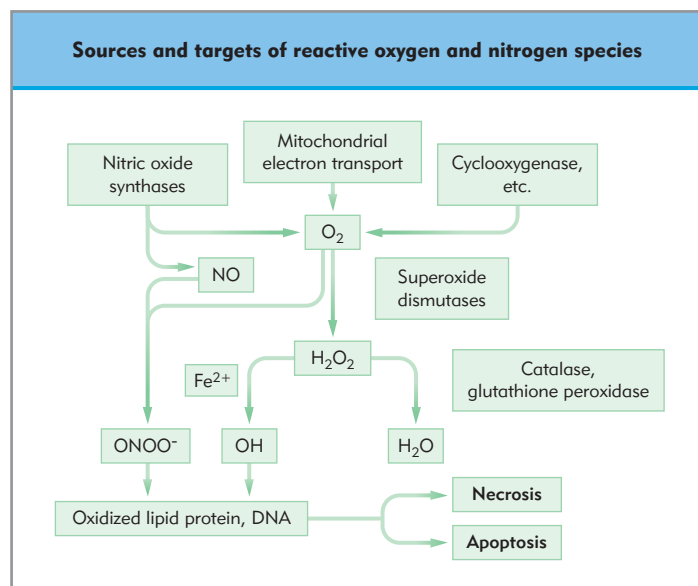 Sources and targets of reactive oxygen and nitrogen species
Nitric oxide
synthases
Mitochondrial
electron transport
Cyclooxygenase,
etc.
O₂
NO
Superoxide
dismutases
H₂O₂
Fe²⁺
Catalase,
glutathione peroxidase
ONOO⁻
OH
H₂O
Oxidized lipid protein, DNA
Necrosis
Apoptosis